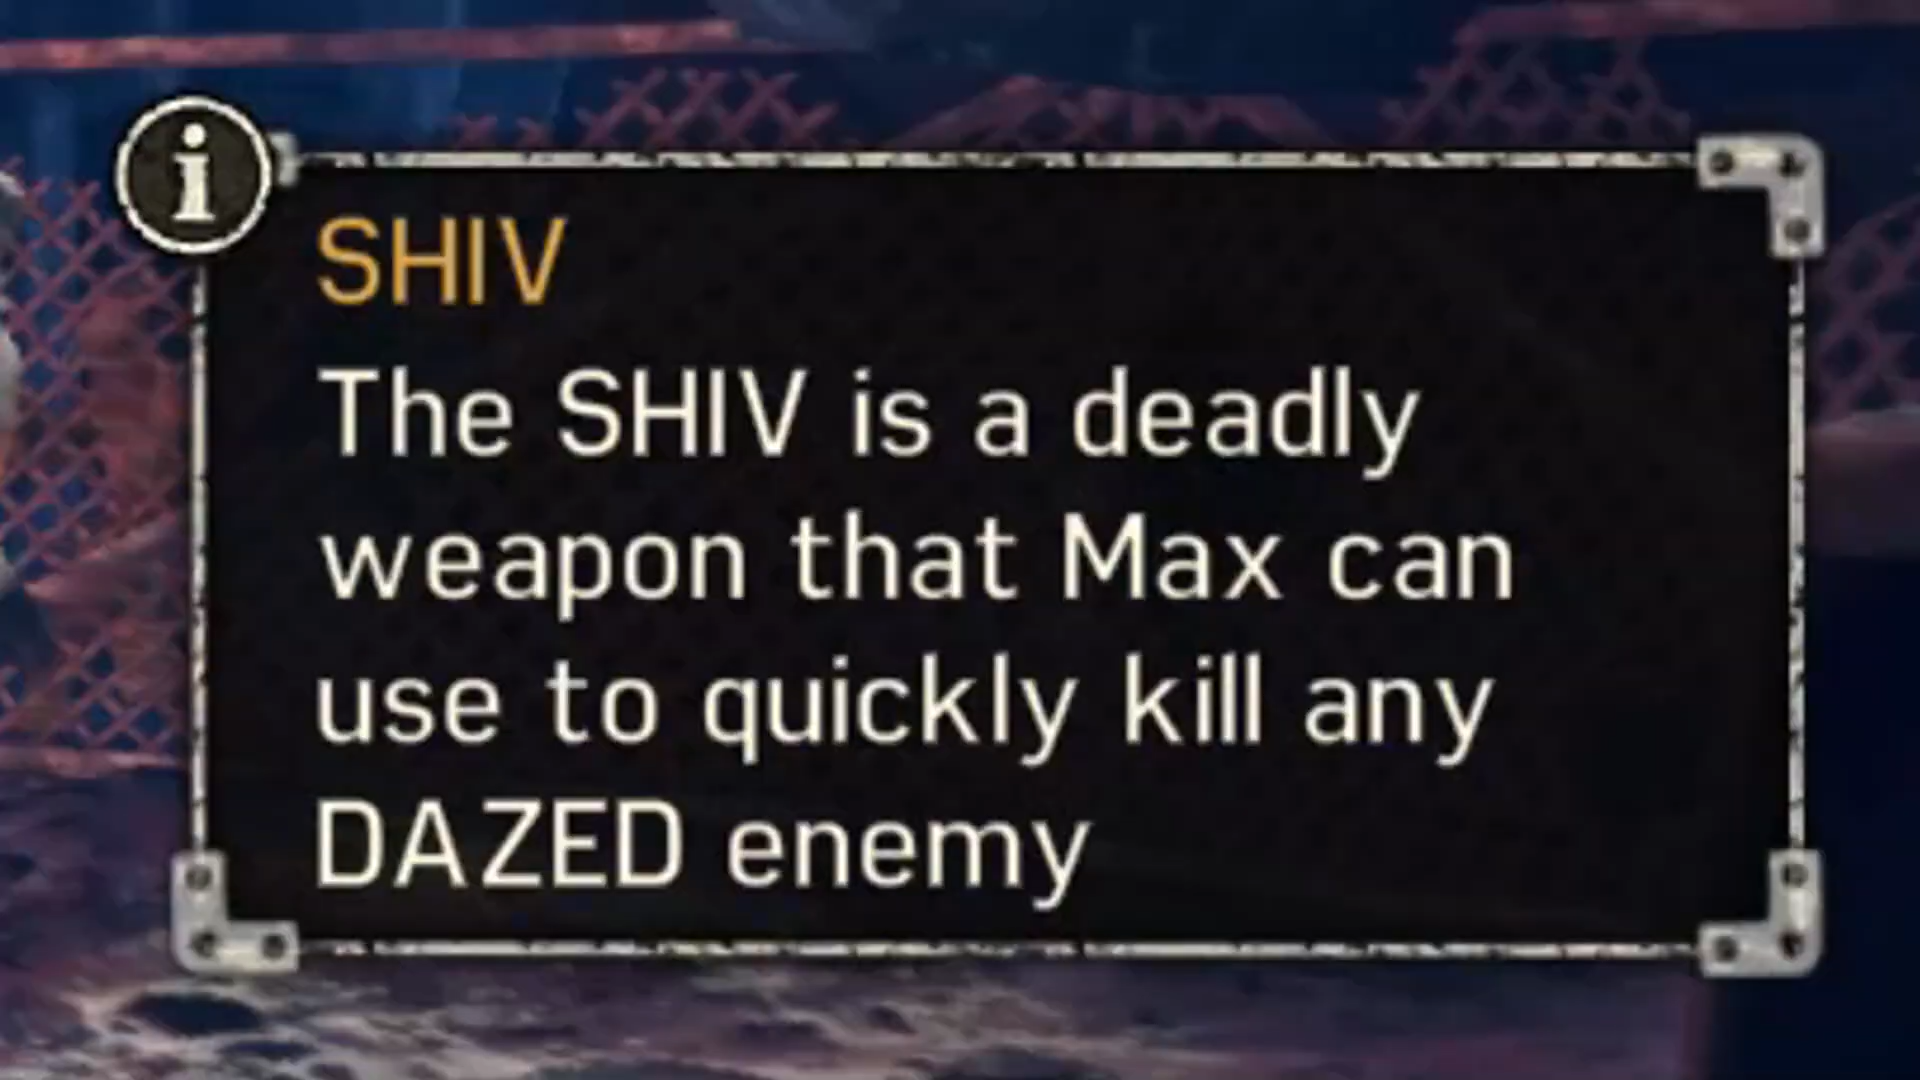 SHIV
The SHIV is a deadly
weapon that Max can
use to quickly kill any
DAZED enemy